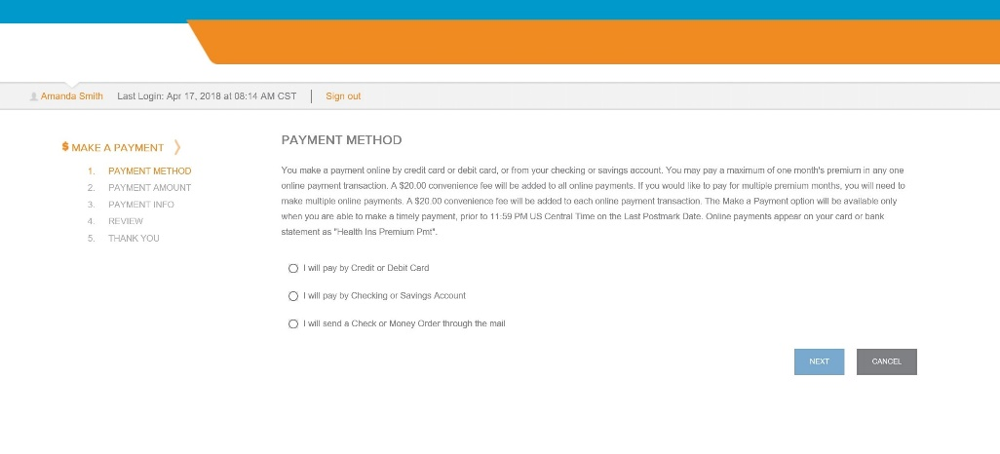 Amanda Smith Last Login: Apr 17, 2018 at 08:14 AM CST Sign out
$ MAKE A PAYMENT
1. PAYMENT METHOD
2. PAYMENT AMOUNT
3. PAYMENT INFO
4. REVIEW
5. THANK YOU
PAYMENT METHOD
You make a payment online by credit card or debit card, or from your checking or savings account. You may pay a maximum of one month's premium in any one
online payment transaction. A $20.00 convenience fee will be added to all online payments. If you would like to pay for multiple premium months, you will need to
make multiple online payments. A $20.00 convenience fee will be added to each online payment transaction. The Make a Payment option will be available only
when you are able to make a timely payment, prior to 11:59 PM US Central Time on the Last Postmark Date. Online payments appear on your card or bank
statement as "Health Ins Premium Pmt".
I will pay by Credit or Debit Card
I will pay by Checking or Savings Account
I will send a Check or Money Order through the mail
NEXT CANCEL